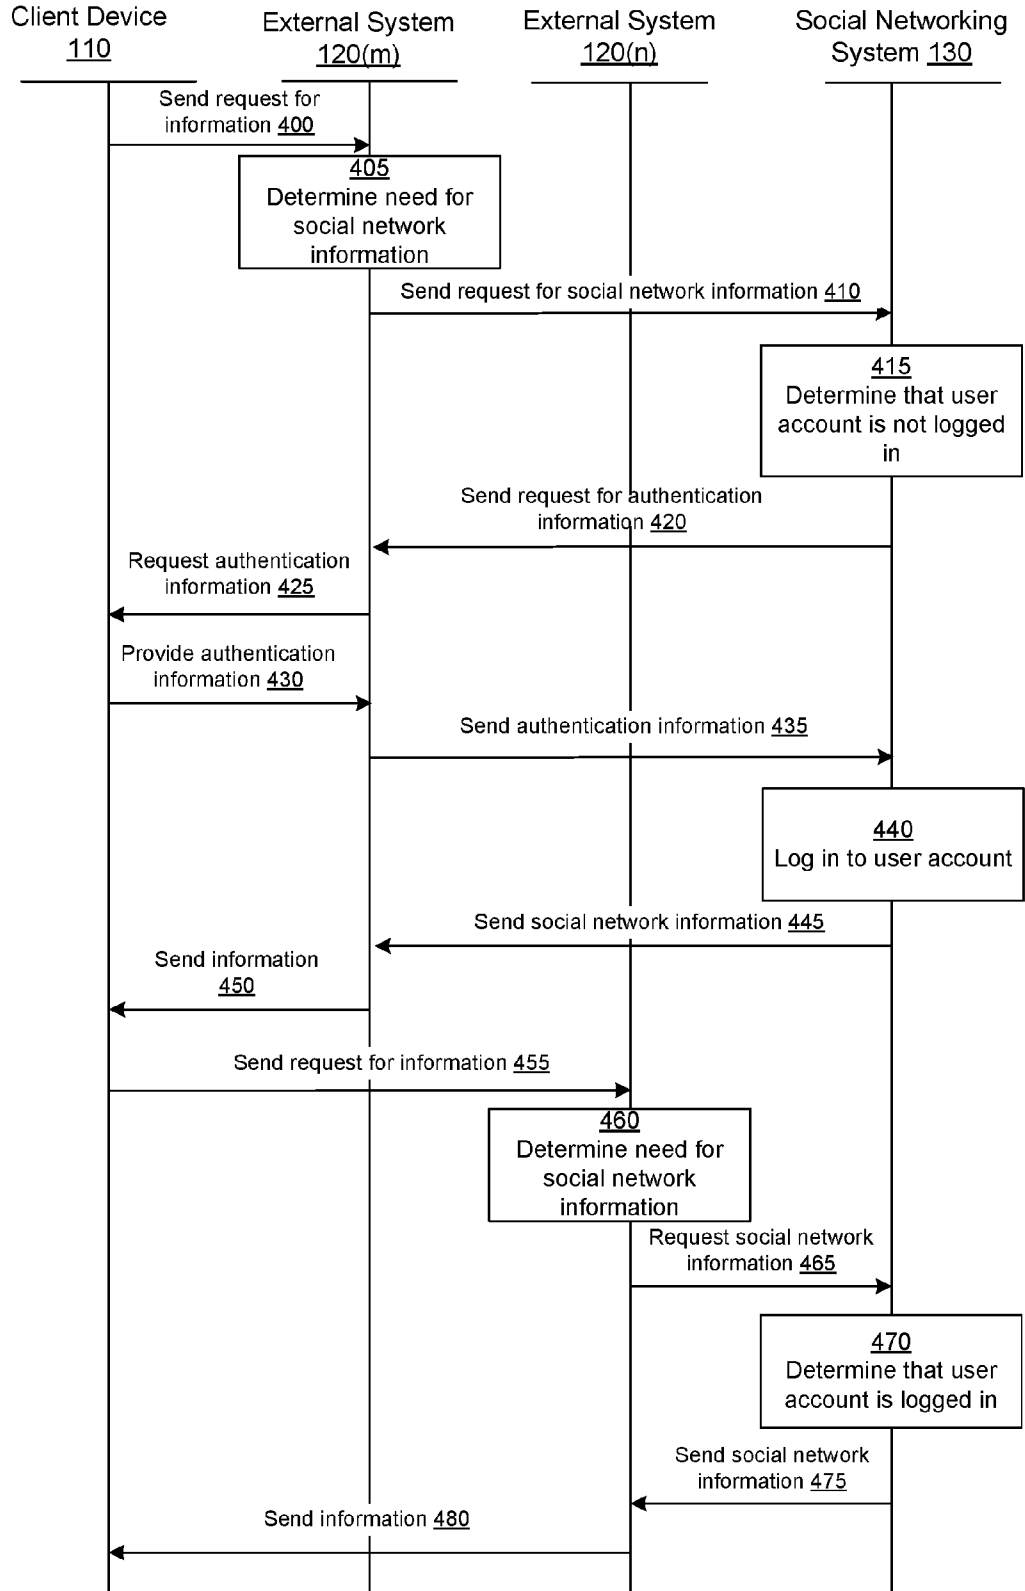 Client Device
110
External System
120(m)
External System
120(n)
Social Networking
System 130
Send request for
information 400
405
Determine need for
social network
information
Send request for social network information 410
415
Determine that user
account is not logged
in
Send request for authentication
information 420
Request authentication
information 425
Provide authentication
information 430
Send authentication information 435
440
Log in to user account
Send social network information 445
Send information
450
Send request for information 455
460
Determine need for
social network
information
Request social network
information 465
470
Determine that user
account is logged in
Send social network
information 475
Send information 480